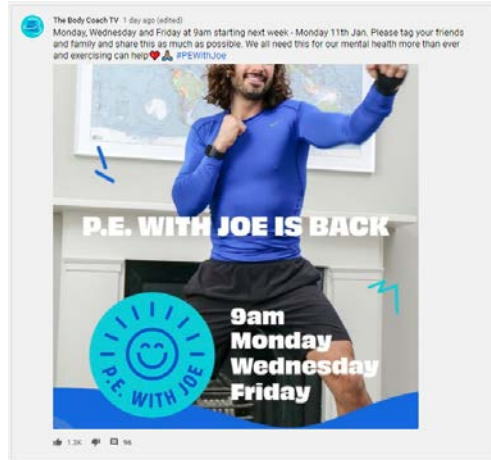 The Body Coach TV 1 day ago (edited)
Monday, Wednesday and Friday at 9am starting next week - Monday 11th Jan. Please tag your friends
and family and share this as much as possible. We all need this for our mental health more than ever
and exercising can help❤️🙏 #PEWithJoe
P.E. WITH JOE IS BACK
9am
Monday
Wednesday
Friday
P.E. WITH JOE
1.3K 96